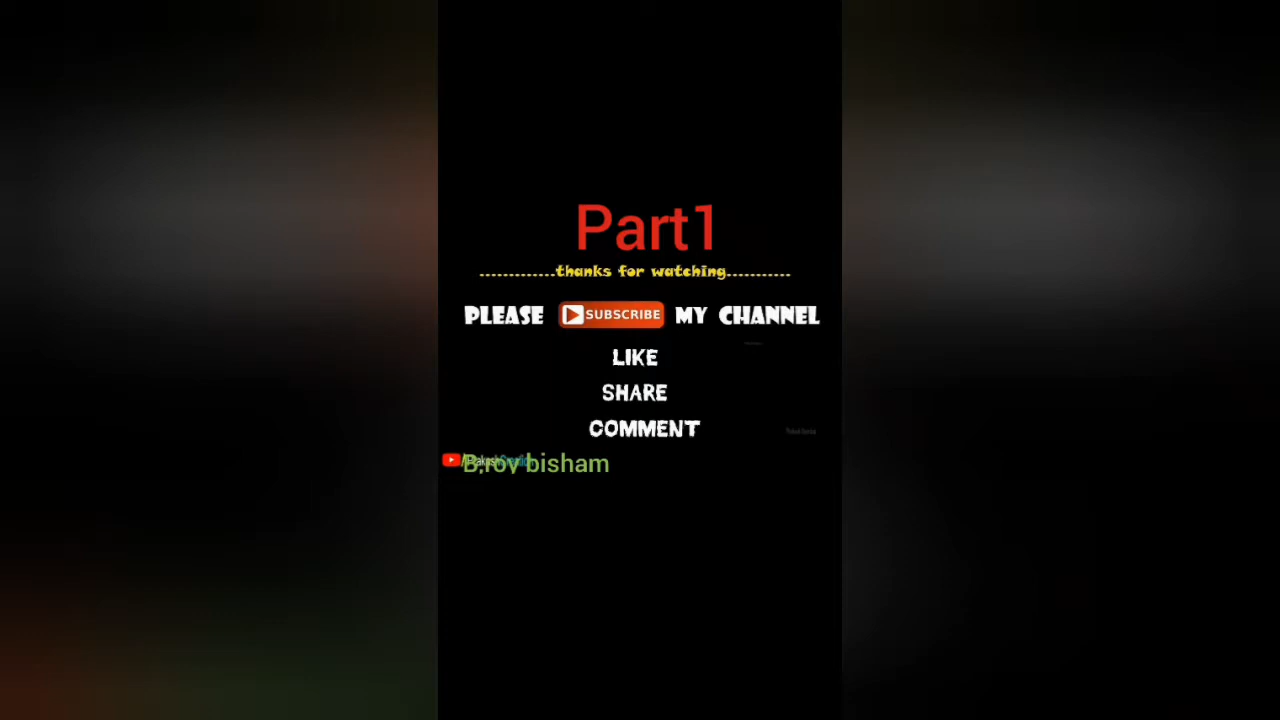 Part1
.............thanks for watching...........
PLEASE SUBSCRIBE MY CHANNEL
LIKE
SHARE
COMMENT
B,roy bisham